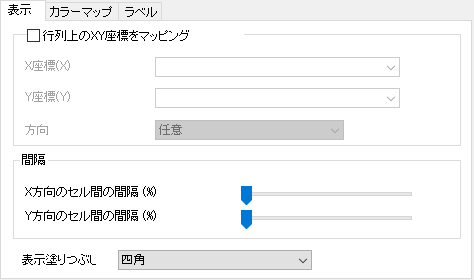 表示 カラーマップ ラベル
行列上のXY座標をマッピング
X座標(X)
Y座標(Y)
方向 任意
間隔
X方向のセル間の間隔 (%)
Y方向のセル間の間隔 (%)
表示塗りつぶし 四角